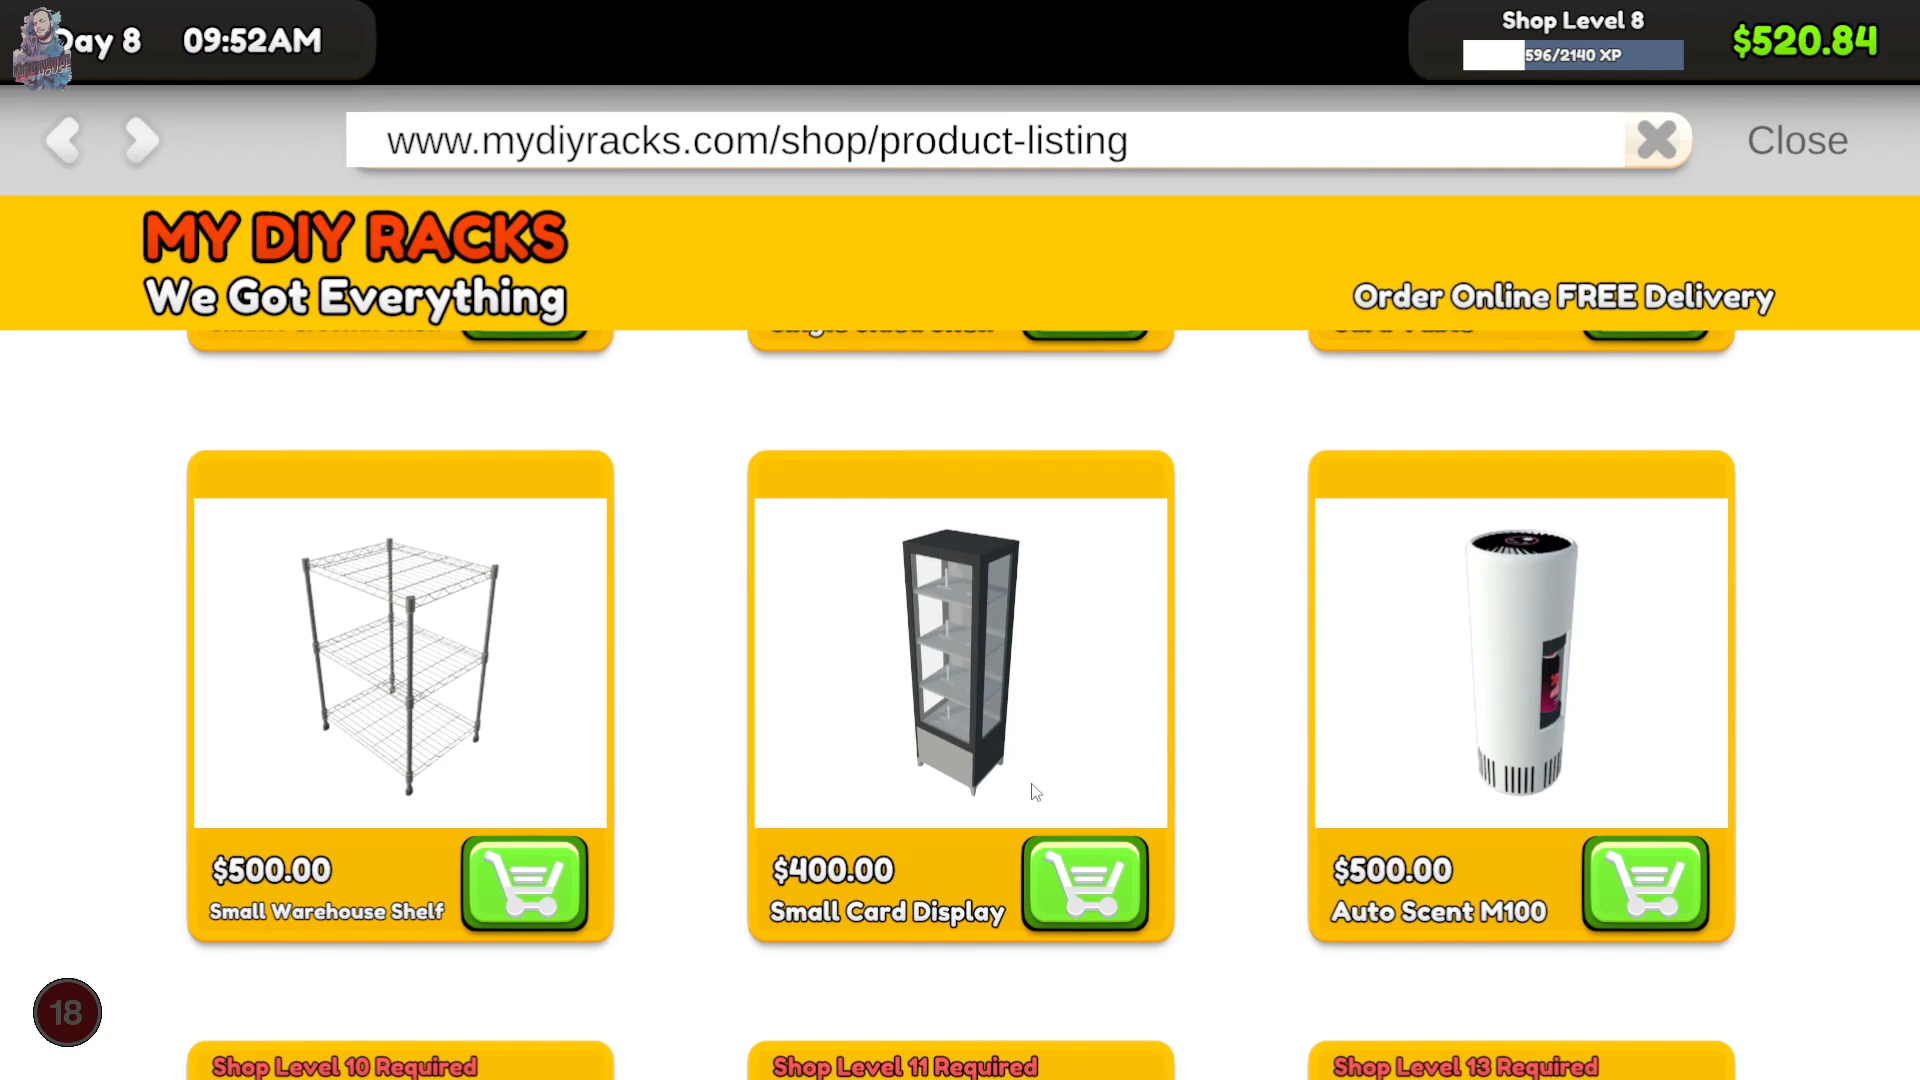 Day 8
09:52AM
Shop Level 8
596/2140 XP
$520.84
www.mydiyracks.com/shop/product-listing
Close
MY DIY RACKS
We Got Everything
Order Online FREE Delivery
$500.00
Small Warehouse Shelf
$400.00
Small Card Display
$500.00
Auto Scent M100
18
Shop Level 10 Required
Shop Level 11 Required
Shop Level 13 Required